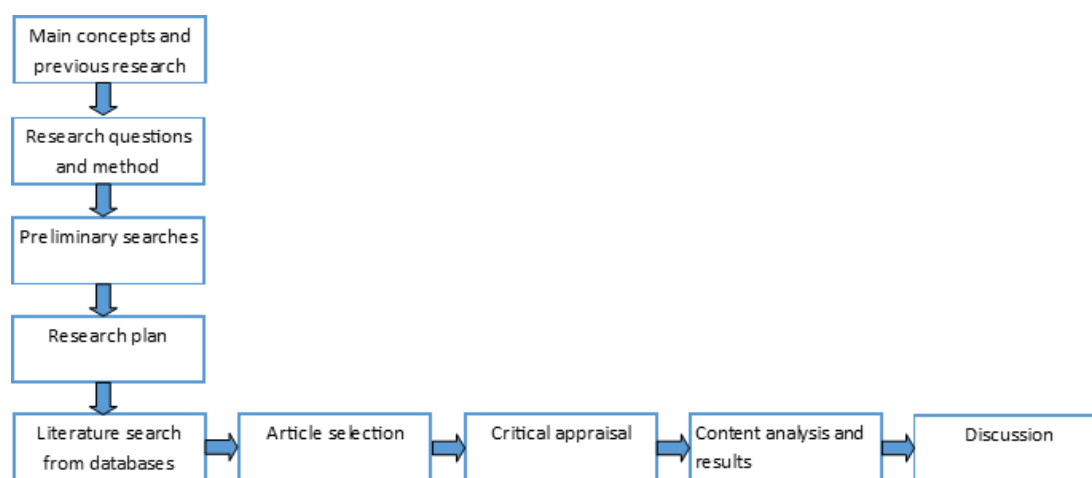 Main concepts and
previous research
Research questions
and method
Preliminary searches
Research plan
Literature search
from databases
Article selection
Critical appraisal
Content analysis and
results
Discussion